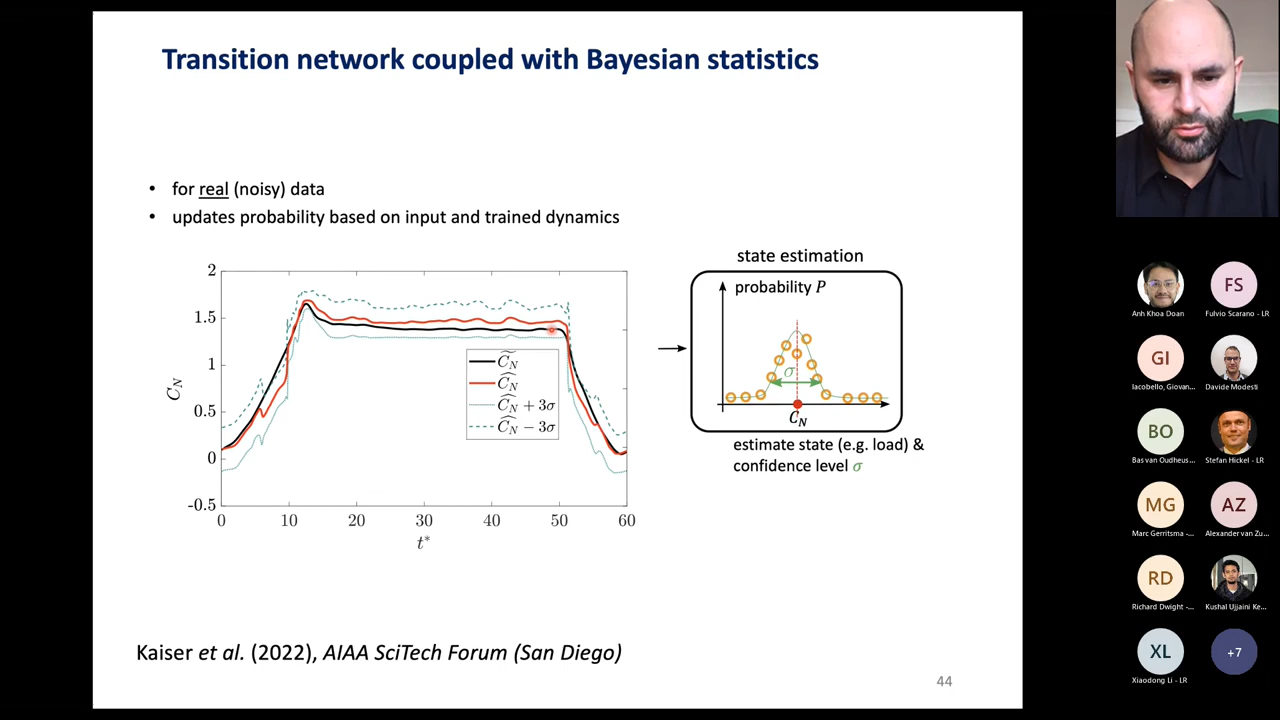 Transition network coupled with Bayesian statistics
• for real (noisy) data
• updates probability based on input and trained dynamics
2
1.5
1
0.5
0
-0.5
C_N
0 10 20 30 40 50 60
t*
C̃_N
Ĉ_N
Ĉ_N + 3σ
Ĉ_N − 3σ
state estimation
probability P
σ
C_N
estimate state (e.g. load) &
confidence level σ
Kaiser et al. (2022), AIAA SciTech Forum (San Diego)
44
Anh Khoa Doan
FS
Fulvio Scarano - LR
GI
Iacobello, Giovan...
Davide Modesti
BO
Bas van Oudheus...
Stefan Hickel - LR
MG
Marc Gerritsma -...
AZ
Alexander van Zu...
RD
Richard Dwight -...
Kushal Ujjaini Ke...
XL
Xiaodong Li - LR
+7